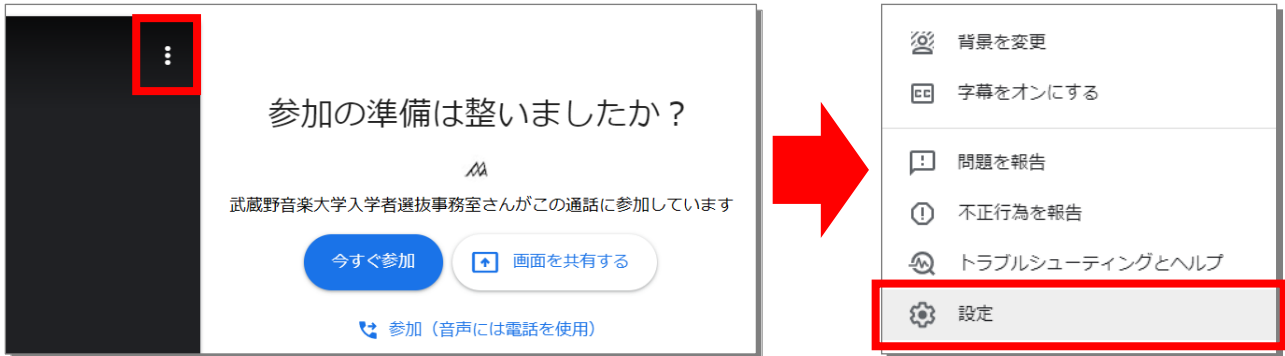 参加の準備は整いましたか？
武蔵野音楽大学入学者選抜事務室さんがこの通話に参加しています
今すぐ参加
画面を共有する
参加（音声には電話を使用）
背景を変更
CC 字幕をオンにする
問題を報告
不正行為を報告
トラブルシューティングとヘルプ
設定